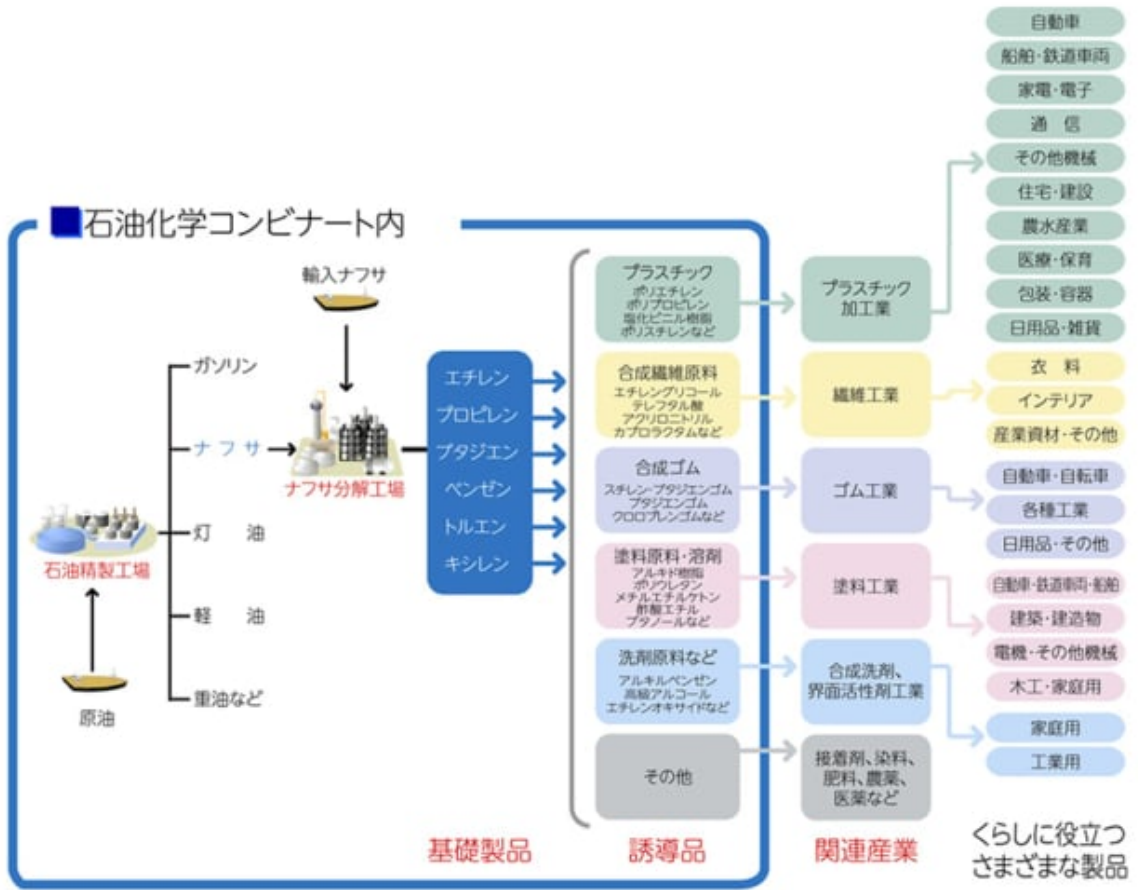 ■石油化学コンビナート内
輸入ナフサ
ガソリン
ナフサ
灯 油
軽 油
重油など
ナフサ分解工場
石油精製工場
原油
エチレン
プロピレン
ブタジエン
ベンゼン
トルエン
キシレン
基礎製品
プラスチック
ポリエチレン
ポリプロピレン
塩化ビニル樹脂
ポリスチレンなど
合成繊維原料
エチレングリコール
テレフタル酸
アクリロニトリル
カプロラクタムなど
合成ゴム
スチレン・ブタジエンゴム
ブタジエンゴム
クロロプレンゴムなど
塗料原料・溶剤
アルキド樹脂
ポリウレタン
メチルエチルケトン
酢酸エチル
ブタノールなど
洗剤原料など
アルキルベンゼン
高級アルコール
エチレンオキサイドなど
その他
誘導品
プラスチック
加工業
繊維工業
ゴム工業
塗料工業
合成洗剤、
界面活性剤工業
接着剤、染料、
肥料、農薬、
医薬など
関連産業
自動車
船舶・鉄道車両
家電・電子
通 信
その他機械
住宅・建設
農水産業
医療・保育
包装・容器
日用品・雑貨
衣 料
インテリア
産業資材・その他
自動車・自転車
各種工業
日用品・その他
自動車・鉄道車両・船舶
建築・建造物
電機・その他機械
木工・家庭用
家庭用
工業用
くらしに役立つ
さまざまな製品